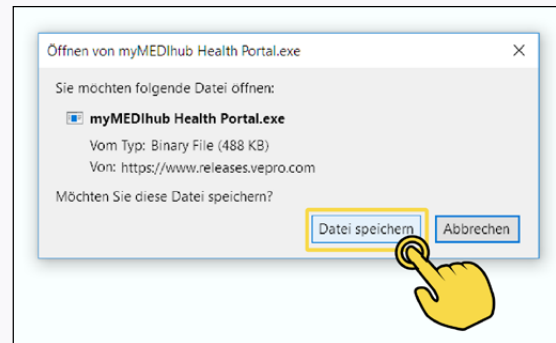 Öffnen von myMEDIhub Health Portal.exe
Sie möchten folgende Datei öffnen:
myMEDIhub Health Portal.exe
Vom Typ: Binary File (488 KB)
Von: https://www.releases.vepro.com
Möchten Sie diese Datei speichern?
Datei speichern Abbrechen